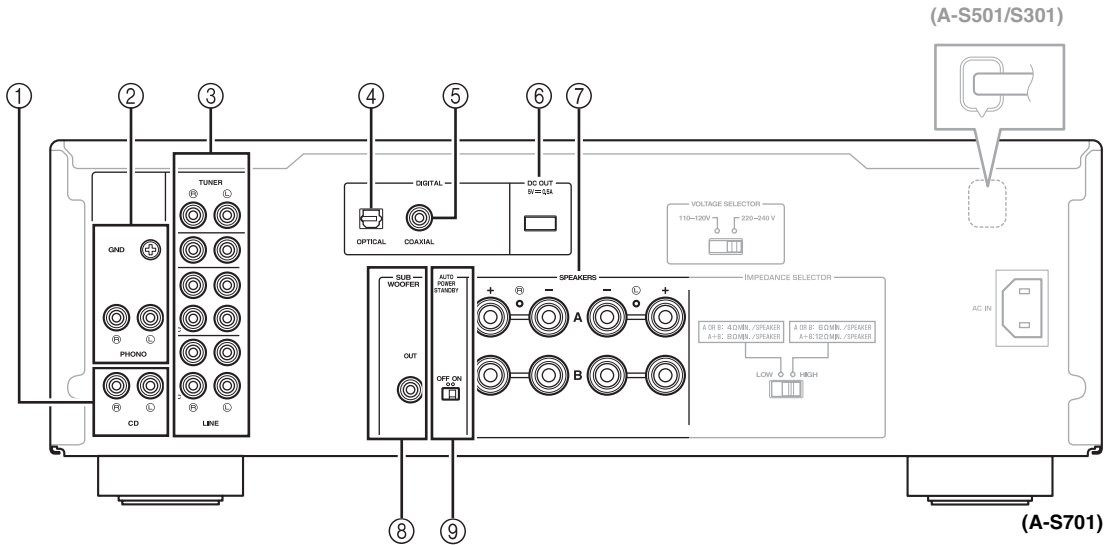 (A-S501/S301)
① ② ③ ④ ⑤ ⑥ ⑦
TUNER
Ⓡ Ⓛ
GND
Ⓡ Ⓛ
PHONO
Ⓡ Ⓛ
CD
Ⓡ Ⓛ
LINE
DIGITAL
OPTICAL COAXIAL
DC OUT
5V 0,5A
VOLTAGE SELECTOR
110–120V 220–240 V
SUB
WOOFER
OUT
AUTO
POWER
STANDBY
OFF ON
SPEAKERS
+ Ⓡ – – Ⓛ +
A
B
IMPEDANCE SELECTOR
A OR B: 4ΩMIN. /SPEAKER
A+B: 8ΩMIN. /SPEAKER
A OR B: 6ΩMIN. /SPEAKER
A+B:12ΩMIN. /SPEAKER
LOW HIGH
AC IN
⑧ ⑨
(A-S701)